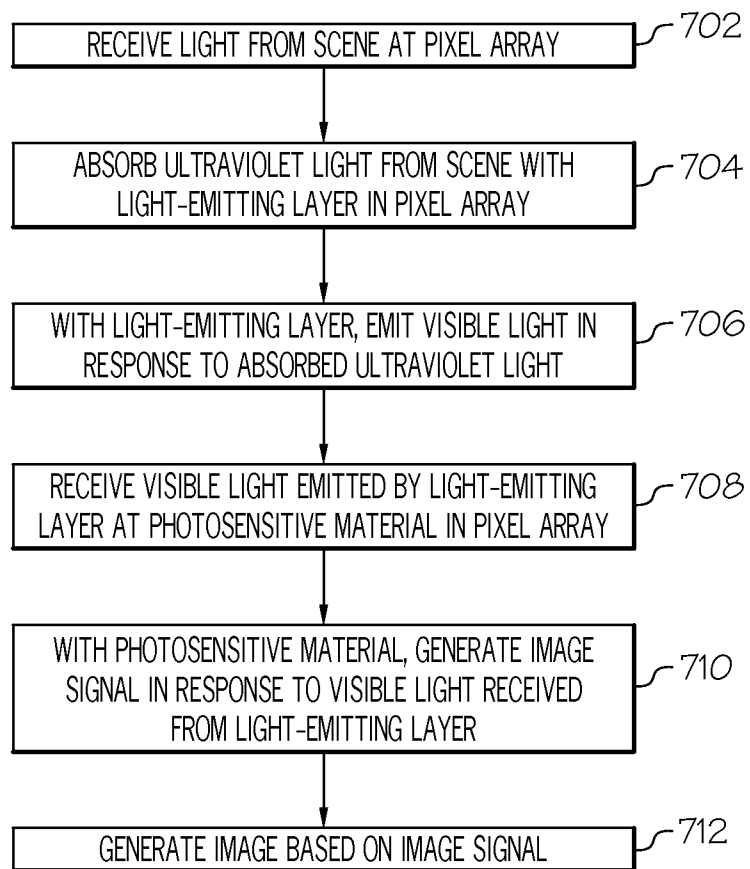 RECEIVE LIGHT FROM SCENE AT PIXEL ARRAY
702
ABSORB ULTRAVIOLET LIGHT FROM SCENE WITH
LIGHT-EMITTING LAYER IN PIXEL ARRAY
704
WITH LIGHT-EMITTING LAYER, EMIT VISIBLE LIGHT IN
RESPONSE TO ABSORBED ULTRAVIOLET LIGHT
706
RECEIVE VISIBLE LIGHT EMITTED BY LIGHT-EMITTING
LAYER AT PHOTOSENSITIVE MATERIAL IN PIXEL ARRAY
708
WITH PHOTOSENSITIVE MATERIAL, GENERATE IMAGE
SIGNAL IN RESPONSE TO VISIBLE LIGHT RECEIVED
FROM LIGHT-EMITTING LAYER
710
GENERATE IMAGE BASED ON IMAGE SIGNAL
712